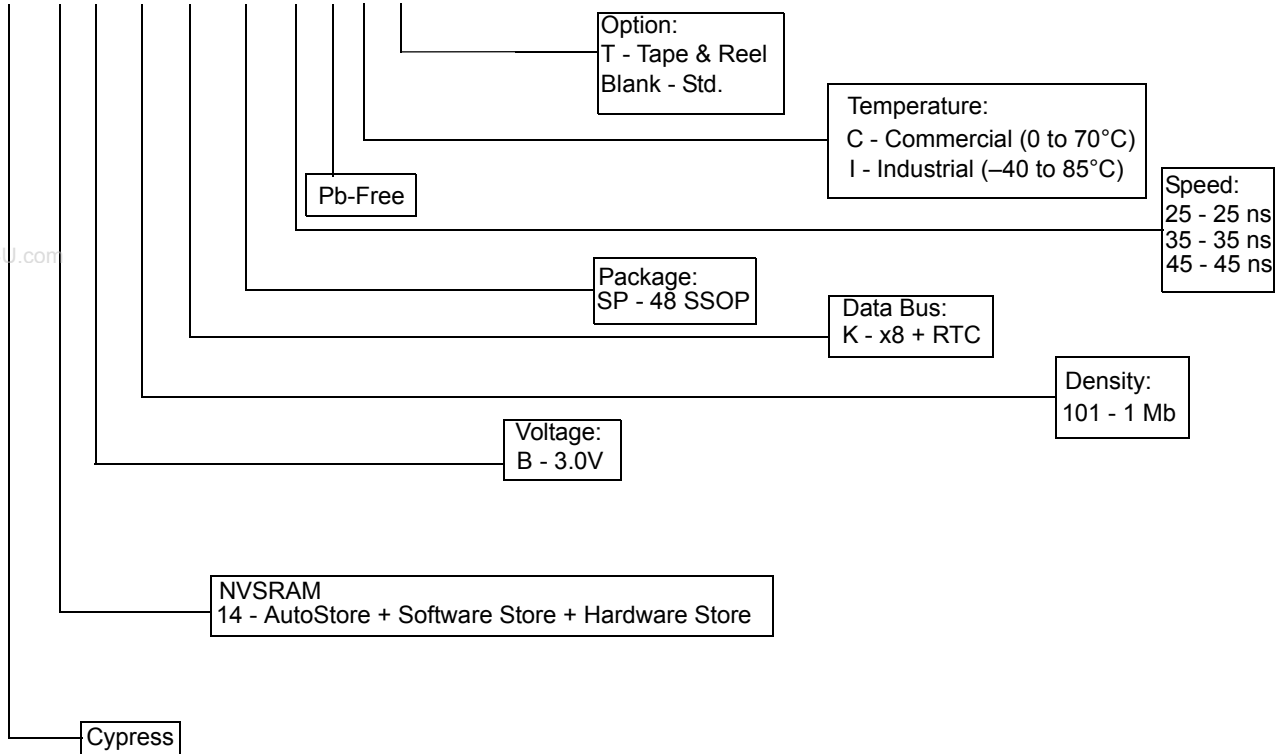 Option:
T - Tape & Reel
Blank - Std.
Temperature:
C - Commercial (0 to 70°C)
I - Industrial (–40 to 85°C)
Pb-Free
Speed:
25 - 25 ns
35 - 35 ns
45 - 45 ns
U.com
Package:
SP - 48 SSOP
Data Bus:
K - x8 + RTC
Density:
101 - 1 Mb
Voltage:
B - 3.0V
NVSRAM
14 - AutoStore + Software Store + Hardware Store
Cypress